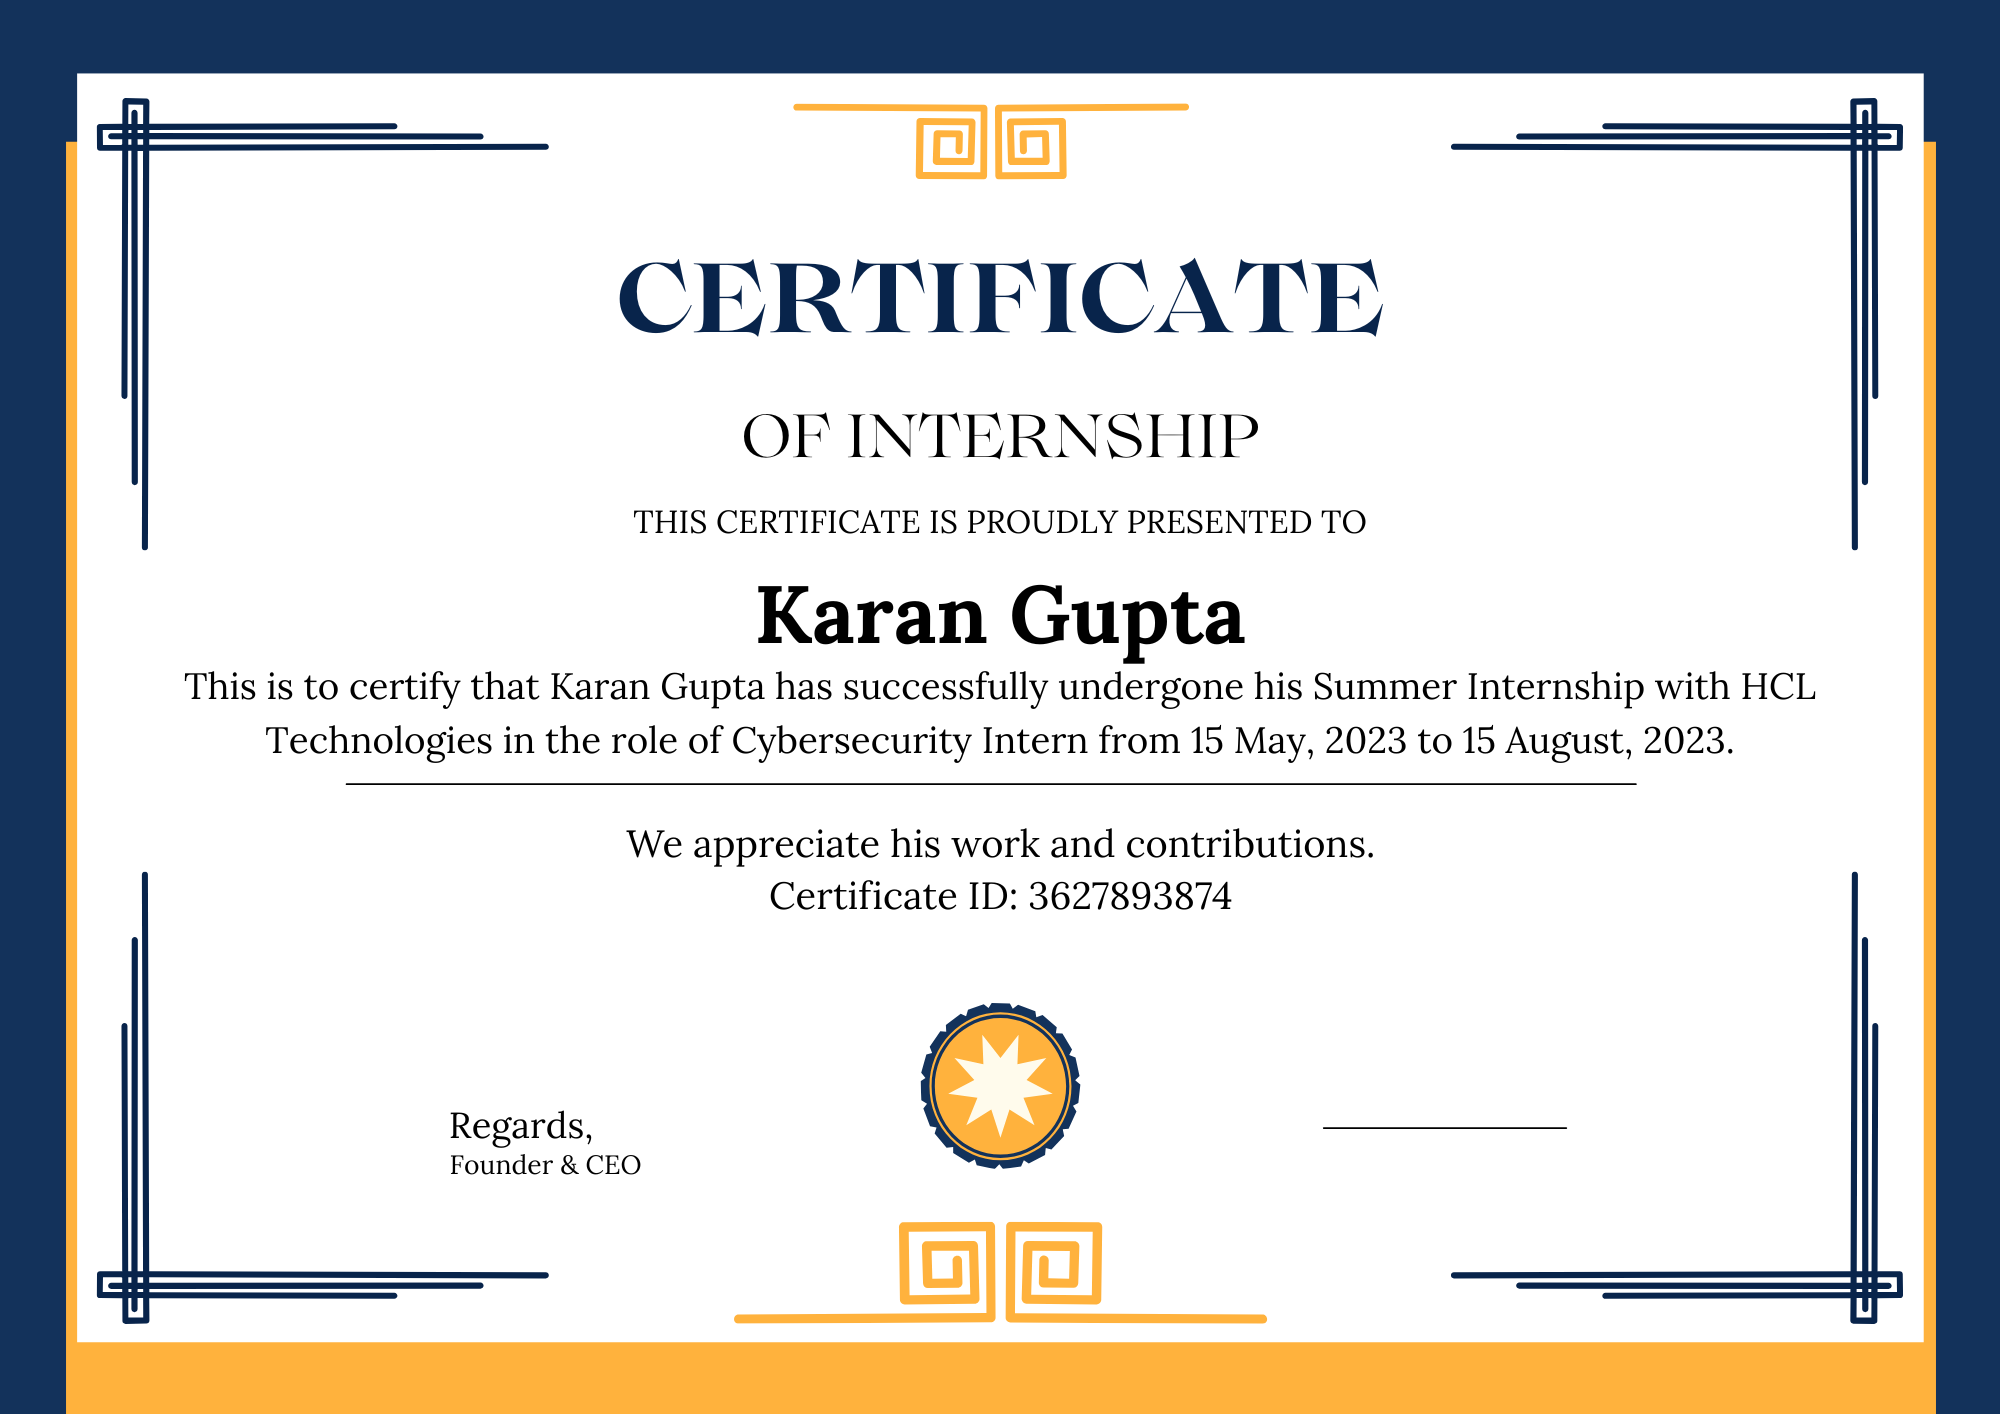 CERTIFICATE
OF INTERNSHIP
THIS CERTIFICATE IS PROUDLY PRESENTED TO
Karan Gupta
This is to certify that Karan Gupta has successfully undergone his Summer Internship with HCL
Technologies in the role of Cybersecurity Intern from 15 May, 2023 to 15 August, 2023.
We appreciate his work and contributions.
Certificate ID: 3627893874
Regards,
Founder & CEO